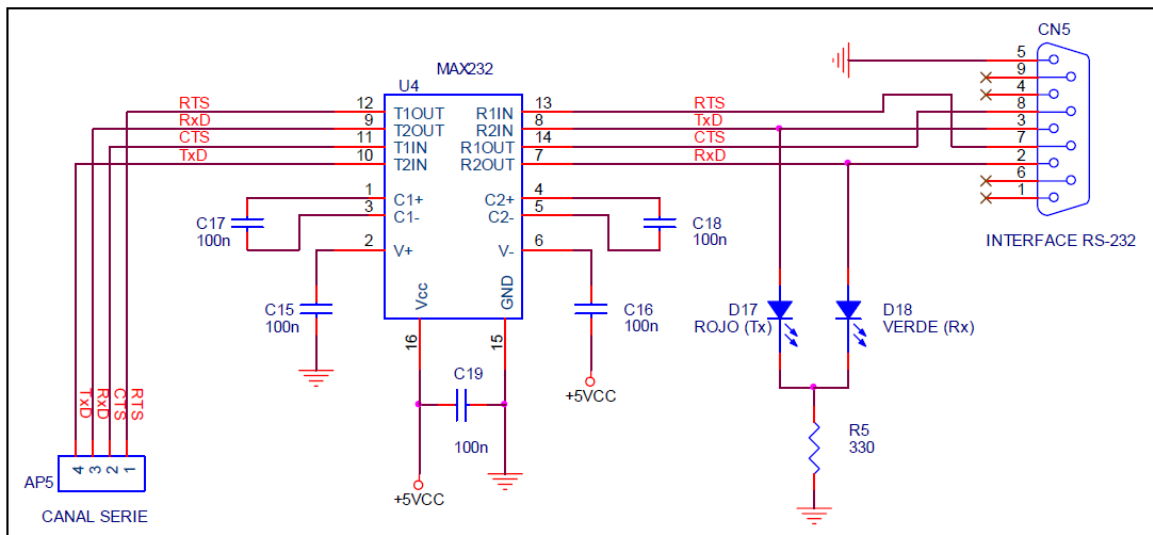 CN5
MAX232
U4
5
9
4
8
3
7
2
6
1
INTERFACE RS-232
RTS 12 T1OUT R1IN 13 RTS
RxD 9 T2OUT R2IN 8 TxD
CTS 11 T1IN R1OUT 14 CTS
TxD 10 T2IN R2OUT 7 RxD
1 C1+ C2+ 4
3 C1- C2- 5
C17
100n
C18
100n
2 V+ V- 6
C15
100n
Vcc
GND
C16
100n
16
15
D17
ROJO (Tx)
D18
VERDE (Rx)
C19
100n
+5VCC
+5VCC
R5
330
TxD
RxD
CTS
RTS
AP5
4 3 2 1
CANAL SERIE